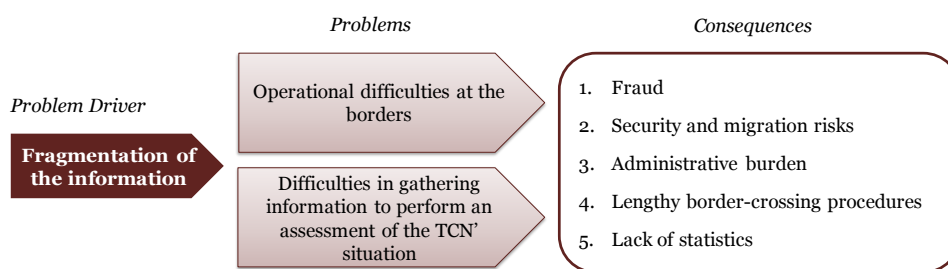 Problems
Consequences
Problem Driver
Fragmentation of
the information
Operational difficulties at the
borders
Difficulties in gathering
information to perform an
assessment of the TCN’
situation
1. Fraud
2. Security and migration risks
3. Administrative burden
4. Lengthy border-crossing procedures
5. Lack of statistics